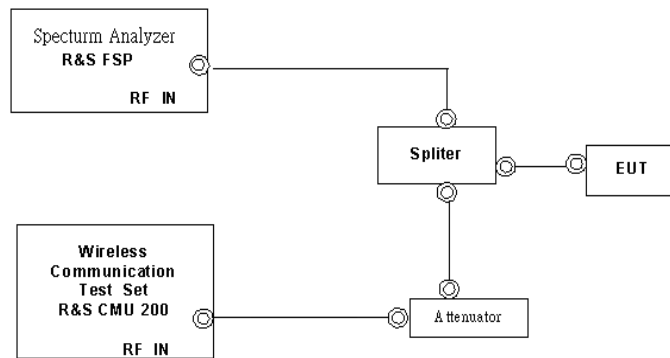 Specturm Analyzer
R&S FSP
RF IN
Spliter
EUT
Wireless
Communication
Test Set
R&S CMU 200
RF IN
Attenuator